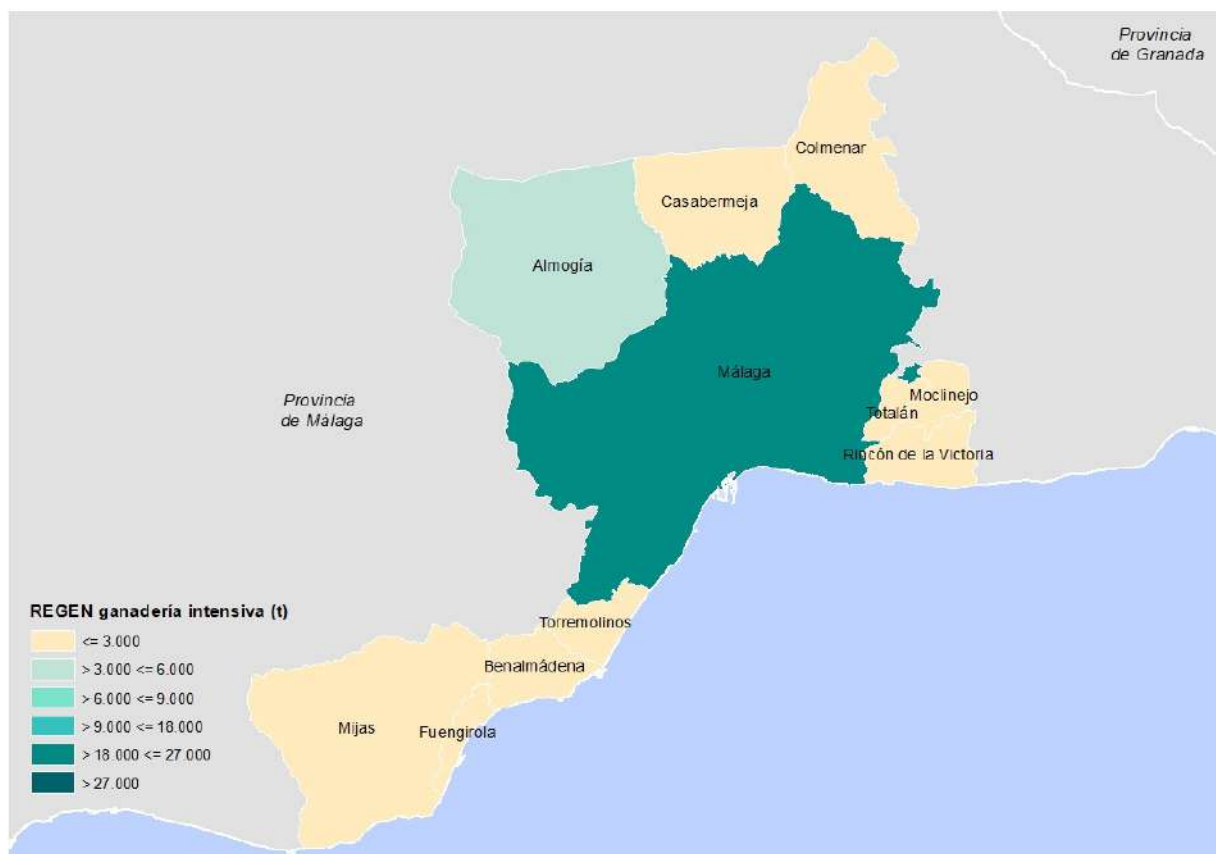 Provincia
de Granada
Colmenar
Casabermeja
Almogía
Málaga
Moclinejo
Totalán
Rincón de la Victoria
Provincia
de Málaga
Torremolinos
Benalmádena
Mijas
Fuengirola
REGEN ganadería intensiva (t)
<= 3.000
> 3.000 <= 6.000
> 6.000 <= 9.000
> 9.000 <= 18.000
> 18.000 <= 27.000
> 27.000